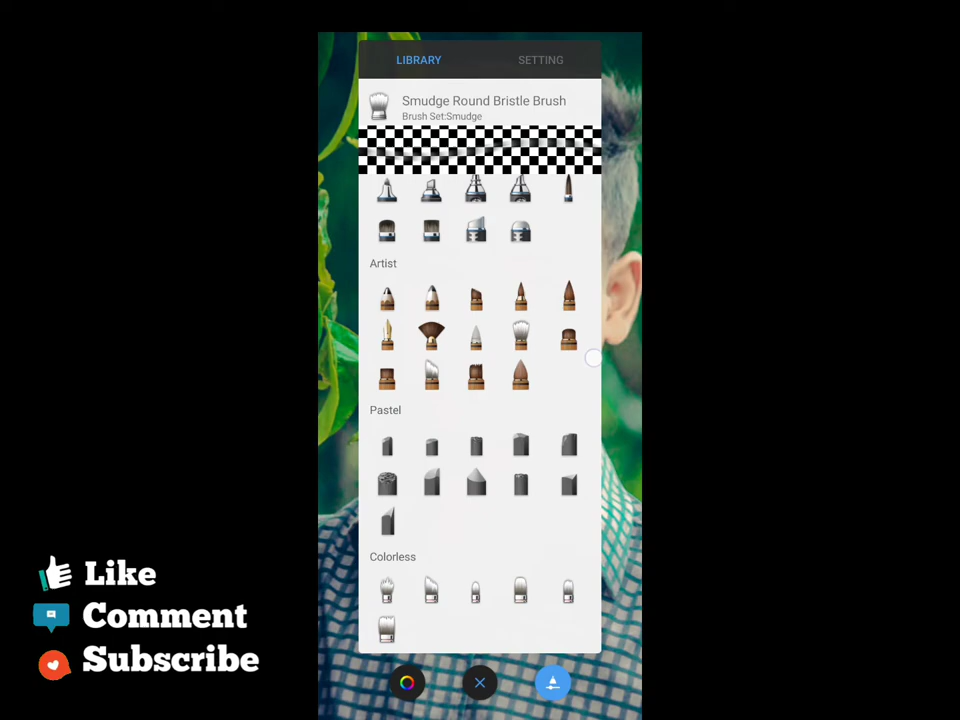 LIBRARY
SETTING
Smudge Round Bristle Brush
Brush Set:Smudge
Artist
Pastel
Colorless
Like
Comment
Subscribe